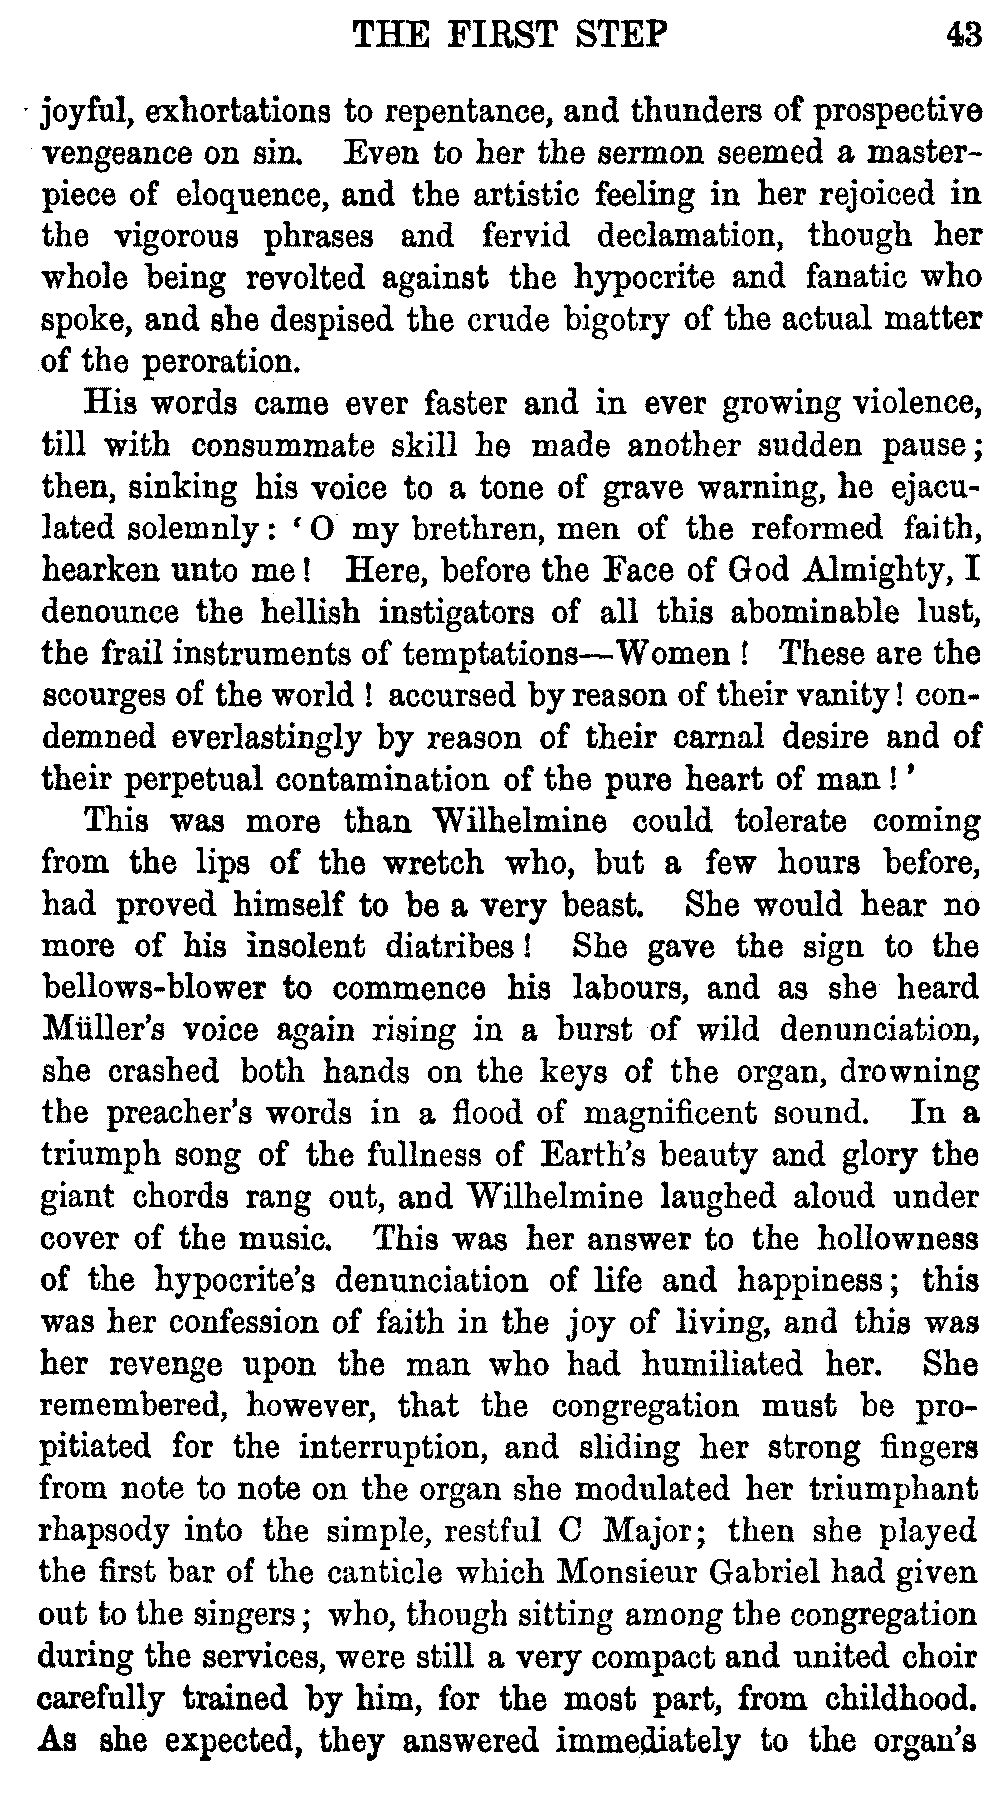 THE FIRST STEP 43
joyful, exhortations to repentance, and thunders of prospective
vengeance on sin. Even to her the sermon seemed a master-
piece of eloquence, and the artistic feeling in her rejoiced in
the vigorous phrases and fervid declamation, though her
whole being revolted against the hypocrite and fanatic who
spoke, and she despised the crude bigotry of the actual matter
of the peroration.
His words came ever faster and in ever growing violence,
till with consummate skill he made another sudden pause;
then, sinking his voice to a tone of grave warning, he ejacu-
lated solemnly: ‘O my brethren, men of the reformed faith,
hearken unto me! Here, before the Face of God Almighty, I
denounce the hellish instigators of all this abominable lust,
the frail instruments of temptations—Women! These are the
scourges of the world! accursed by reason of their vanity! con-
demned everlastingly by reason of their carnal desire and of
their perpetual contamination of the pure heart of man!’
This was more than Wilhelmine could tolerate coming
from the lips of the wretch who, but a few hours before,
had proved himself to be a very beast. She would hear no
more of his insolent diatribes! She gave the sign to the
bellows-blower to commence his labours, and as she heard
Müller's voice again rising in a burst of wild denunciation,
she crashed both hands on the keys of the organ, drowning
the preacher's words in a flood of magnificent sound. In a
triumph song of the fullness of Earth's beauty and glory the
giant chords rang out, and Wilhelmine laughed aloud under
cover of the music. This was her answer to the hollowness
of the hypocrite's denunciation of life and happiness; this
was her confession of faith in the joy of living, and this was
her revenge upon the man who had humiliated her. She
remembered, however, that the congregation must be pro-
pitiated for the interruption, and sliding her strong fingers
from note to note on the organ she modulated her triumphant
rhapsody into the simple, restful C Major; then she played
the first bar of the canticle which Monsieur Gabriel had given
out to the singers; who, though sitting among the congregation
during the services, were still a very compact and united choir
carefully trained by him, for the most part, from childhood.
As she expected, they answered immediately to the organ's